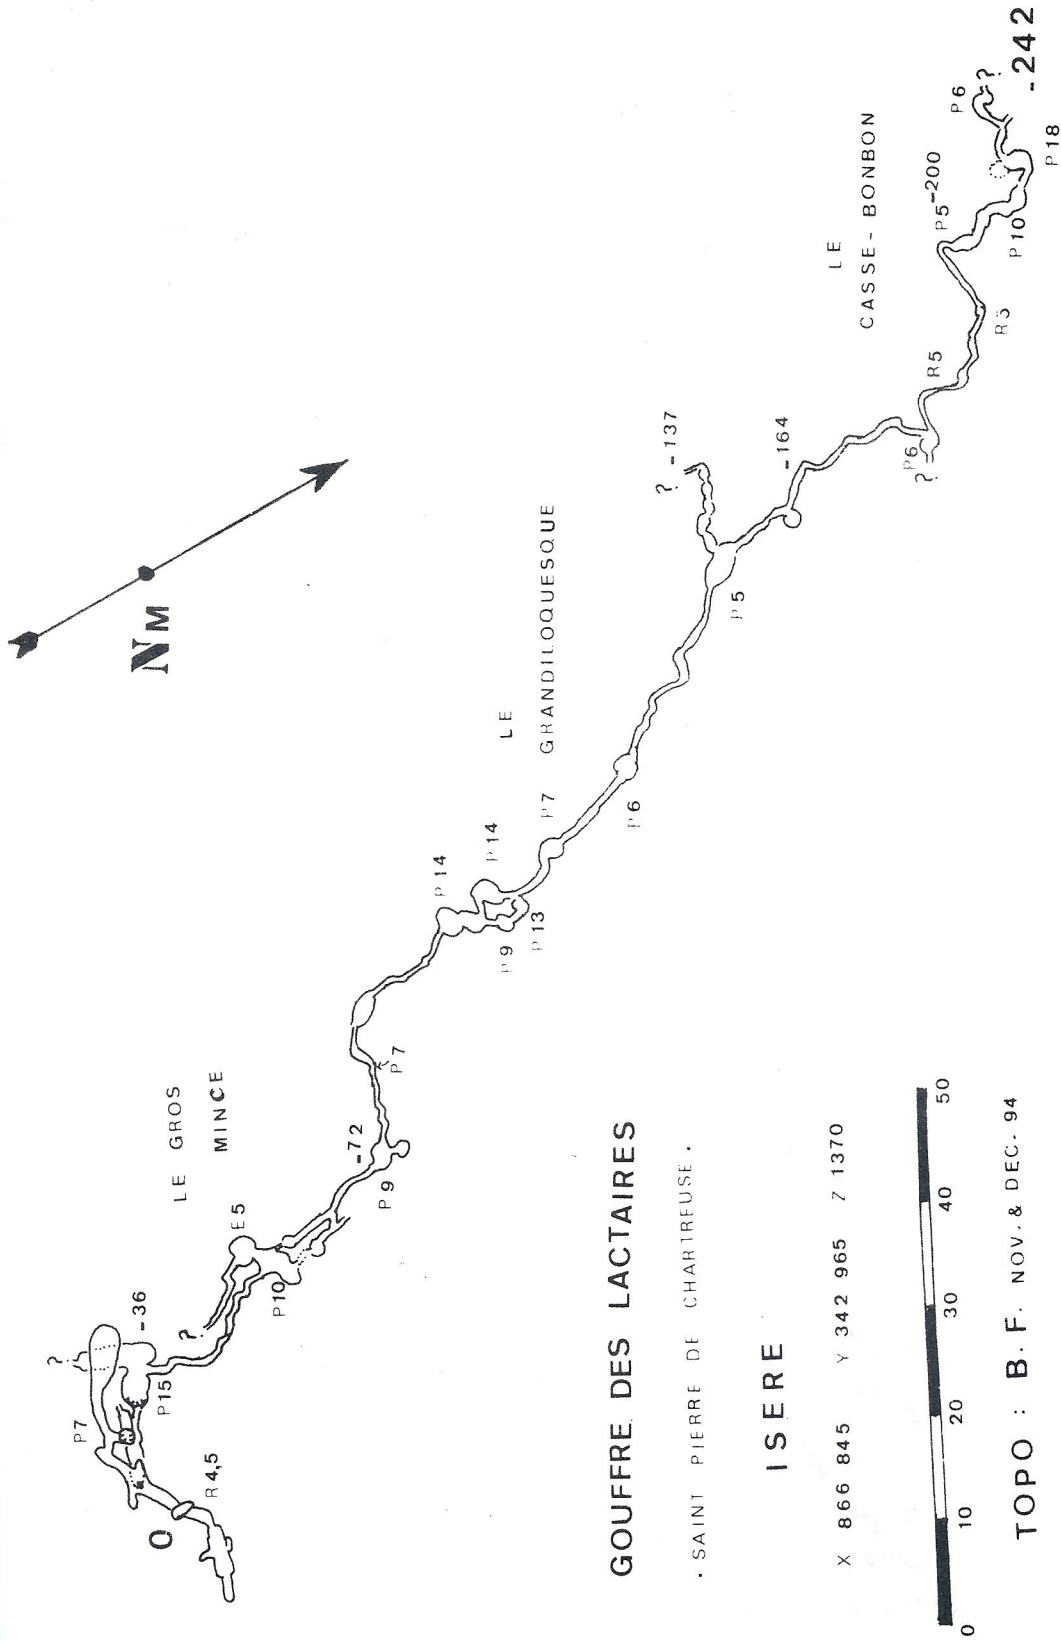 GOUFFRE DES LACTAIRES
. SAINT PIERRE DE CHARTREUSE .
ISERE
X 866 845 Y 342 965 Z 1370
0 10 20 30 40 50
TOPO : B. F. NOV. & DEC. 94
NM
LE GROS
MINCE
LE
GRANDILOQUESQUE
LE
CASSE-BONBON
O
R4,5
P7
?
P15
-36
?
E5
P10
P9
-72
P7
P14
P14
P9
P13
P7
P6
P5
?
-137
-164
P6
?
R5
R3
P5
-200
P10
P18
P6
?
-242